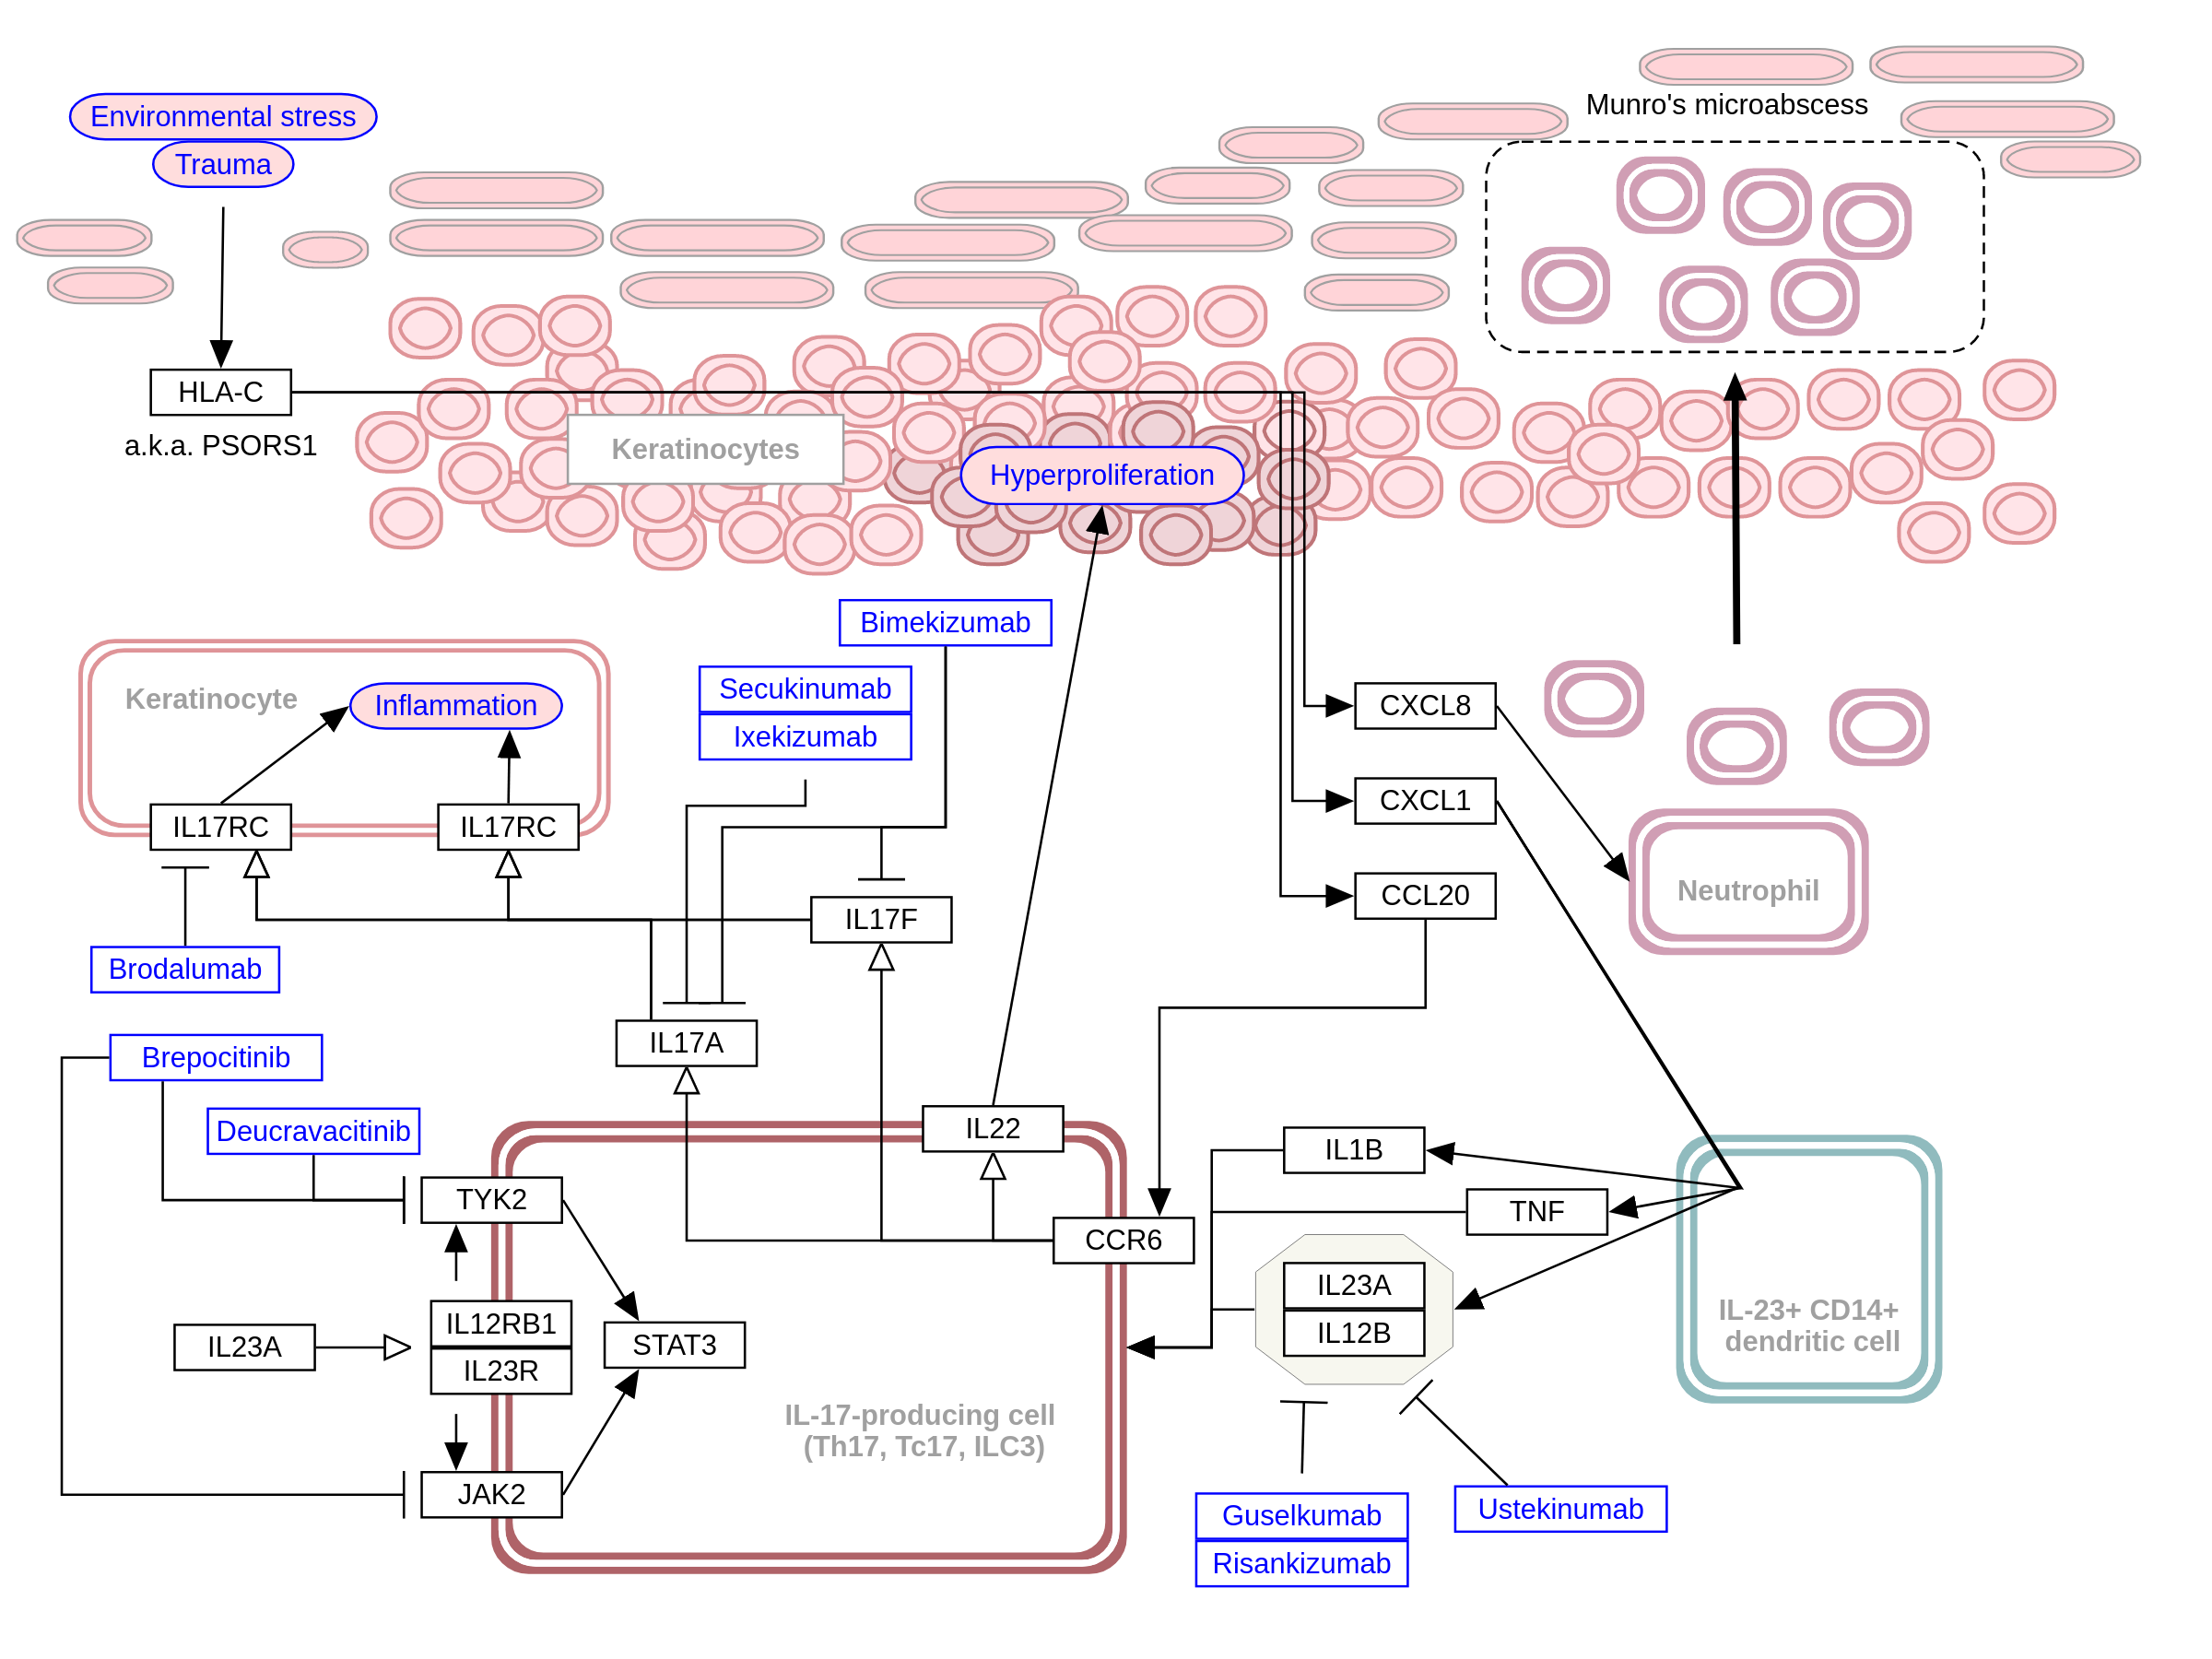 Munro's microabscess
Environmental stress
Trauma
HLA-C
a.k.a. PSORS1
Keratinocytes
Hyperproliferation
Bimekizumab
Secukinumab
Ixekizumab
Keratinocyte
Inflammation
IL17RC
IL17RC
CXCL8
CXCL1
CCL20
Neutrophil
IL17F
Brodalumab
IL17A
Brepocitinib
Deucravacitinib
IL22
TYK2
CCR6
IL1B
TNF
IL23A
IL12B
IL-23+ CD14+
dendritic cell
IL23A
IL12RB1
IL23R
STAT3
IL-17-producing cell
(Th17, Tc17, ILC3)
JAK2
Guselkumab
Risankizumab
Ustekinumab